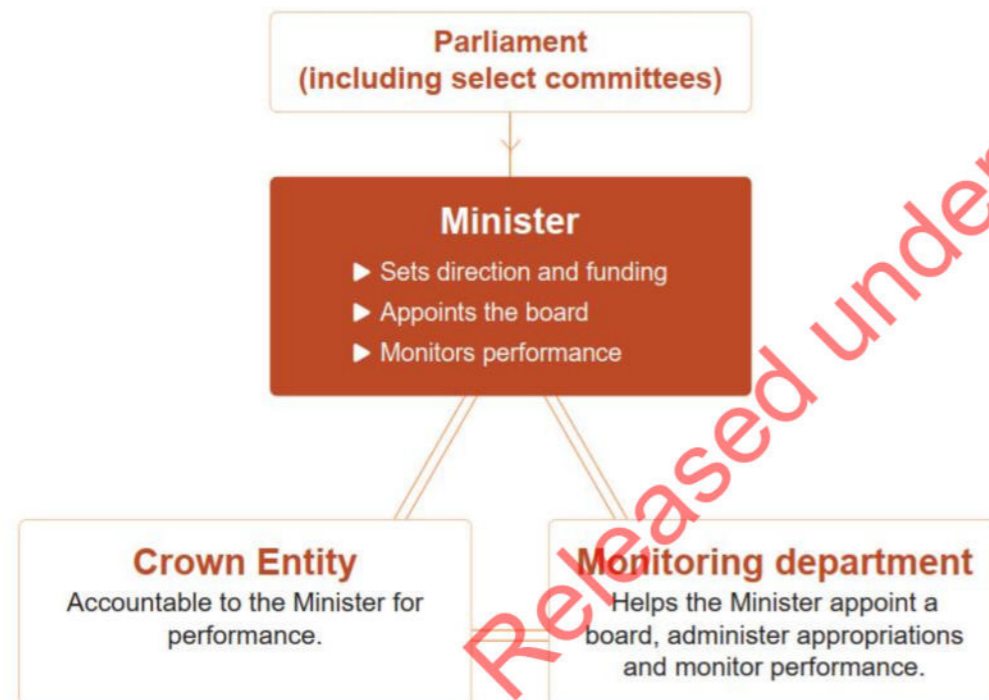 Parliament
(including select committees)
Minister
▶ Sets direction and funding
▶ Appoints the board
▶ Monitors performance
Crown Entity
Accountable to the Minister for
performance.
Monitoring department
Helps the Minister appoint a
board, administer appropriations
and monitor performance.
Released under